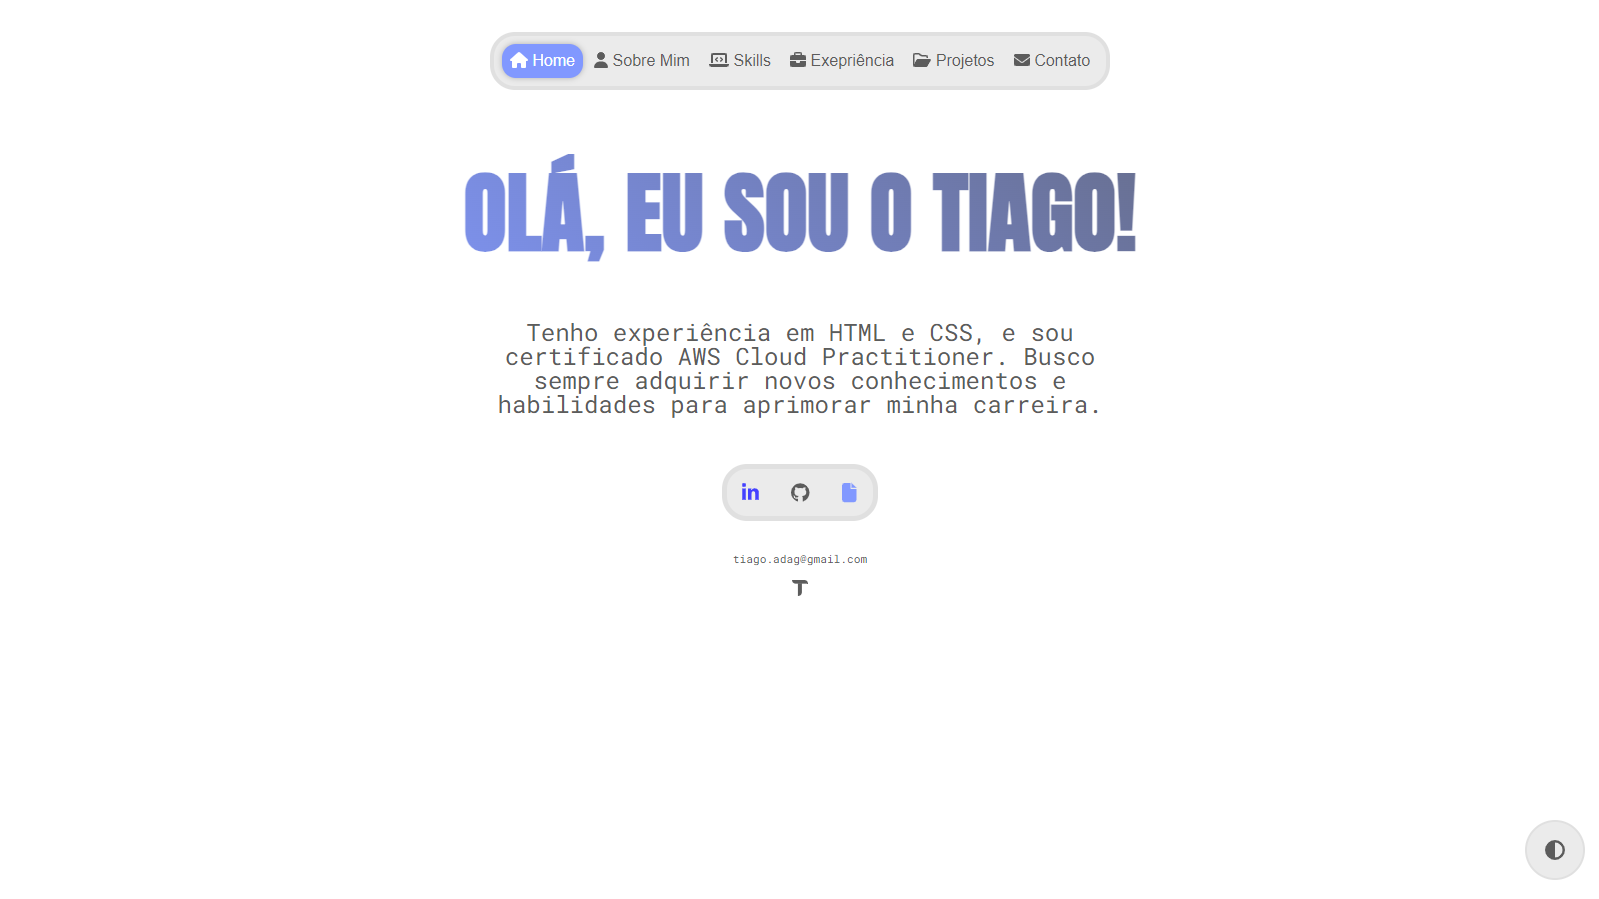 Home Sobre Mim Skills Exepriência Projetos Contato
OLÁ, EU SOU O TIAGO!
Tenho experiência em HTML e CSS, e sou
certificado AWS Cloud Practitioner. Busco
sempre adquirir novos conhecimentos e
habilidades para aprimorar minha carreira.
in
tiago.adag@gmail.com
T